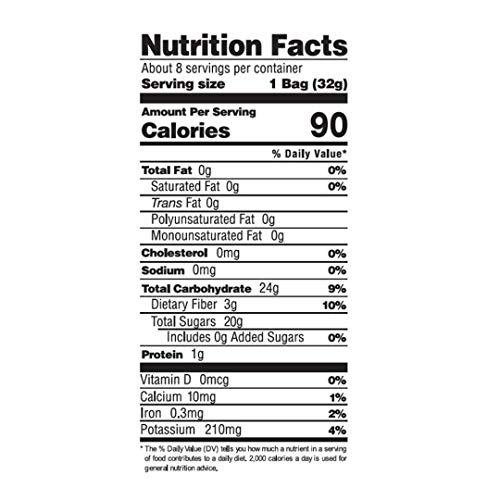 Nutrition Facts
About 8 servings per container
Serving size 1 Bag (32g)
Amount Per Serving
Calories 90
% Daily Value*
Total Fat 0g 0%
Saturated Fat 0g 0%
Trans Fat 0g
Polyunsaturated Fat 0g
Monounsaturated Fat 0g
Cholesterol 0mg 0%
Sodium 0mg 0%
Total Carbohydrate 24g 9%
Dietary Fiber 3g 10%
Total Sugars 20g
Includes 0g Added Sugars 0%
Protein 1g
Vitamin D 0mcg 0%
Calcium 10mg 1%
Iron 0.3mg 2%
Potassium 210mg 4%
* The % Daily Value (DV) tells you how much a nutrient in a serving
of food contributes to a daily diet. 2,000 calories a day is used for
general nutrition advice.